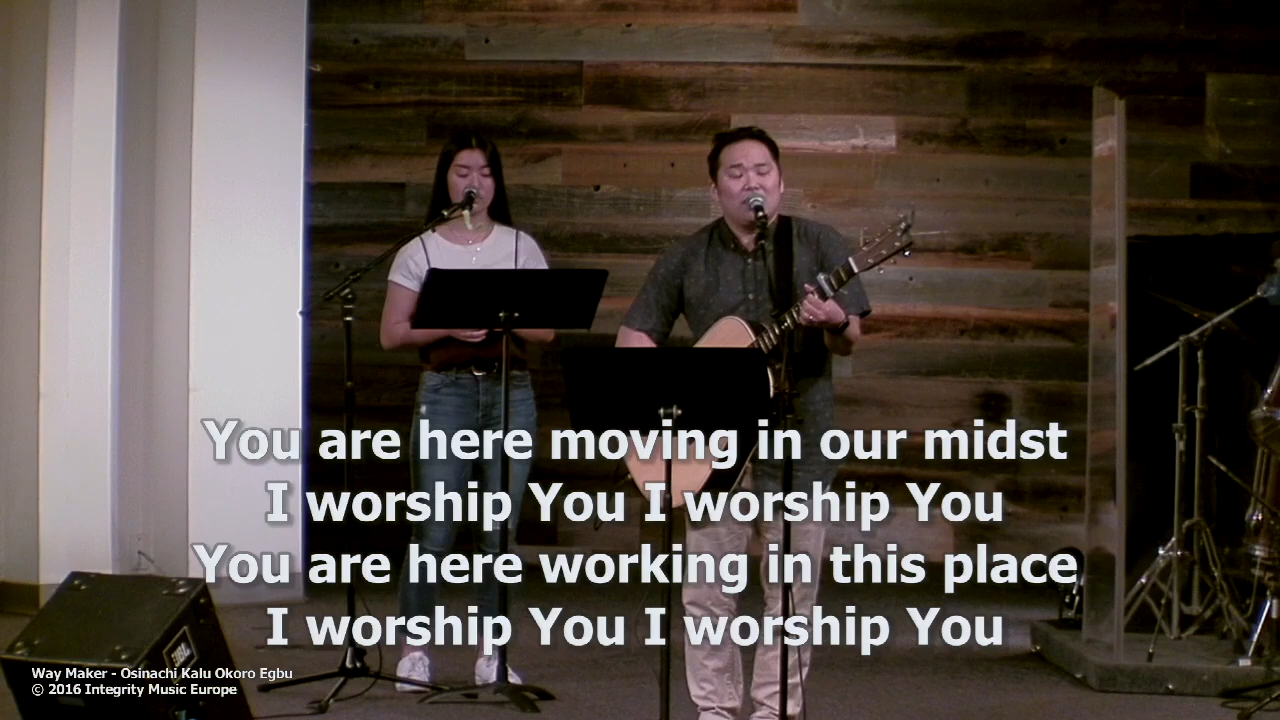 You are here moving in our midst
I worship You I worship You
You are here working in this place
I worship You I worship You
Way Maker - Osinachi Kalu Okoro Egbu
© 2016 Integrity Music Europe
JBL